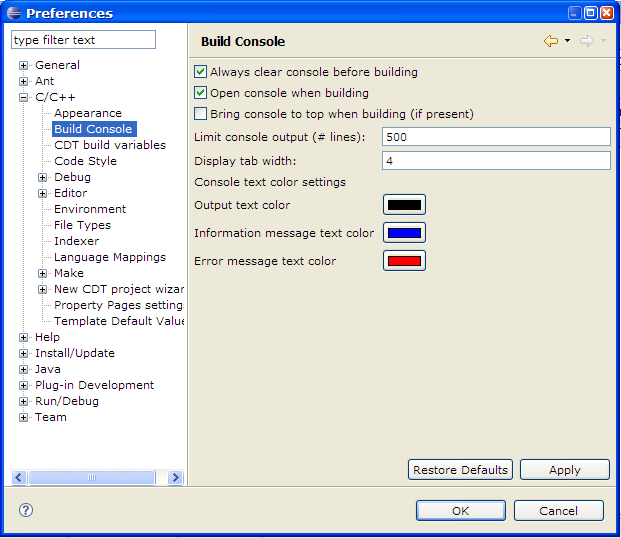 Preferences
type filter text
General
Ant
C/C++
Appearance
Build Console
CDT build variables
Code Style
Debug
Editor
Environment
File Types
Indexer
Language Mappings
Make
New CDT project wizar
Property Pages setting
Template Default Value
Help
Install/Update
Java
Plug-in Development
Run/Debug
Team
Build Console
Always clear console before building
Open console when building
Bring console to top when building (if present)
Limit console output (# lines): 500
Display tab width: 4
Console text color settings
Output text color
Information message text color
Error message text color
Restore Defaults Apply
? OK Cancel